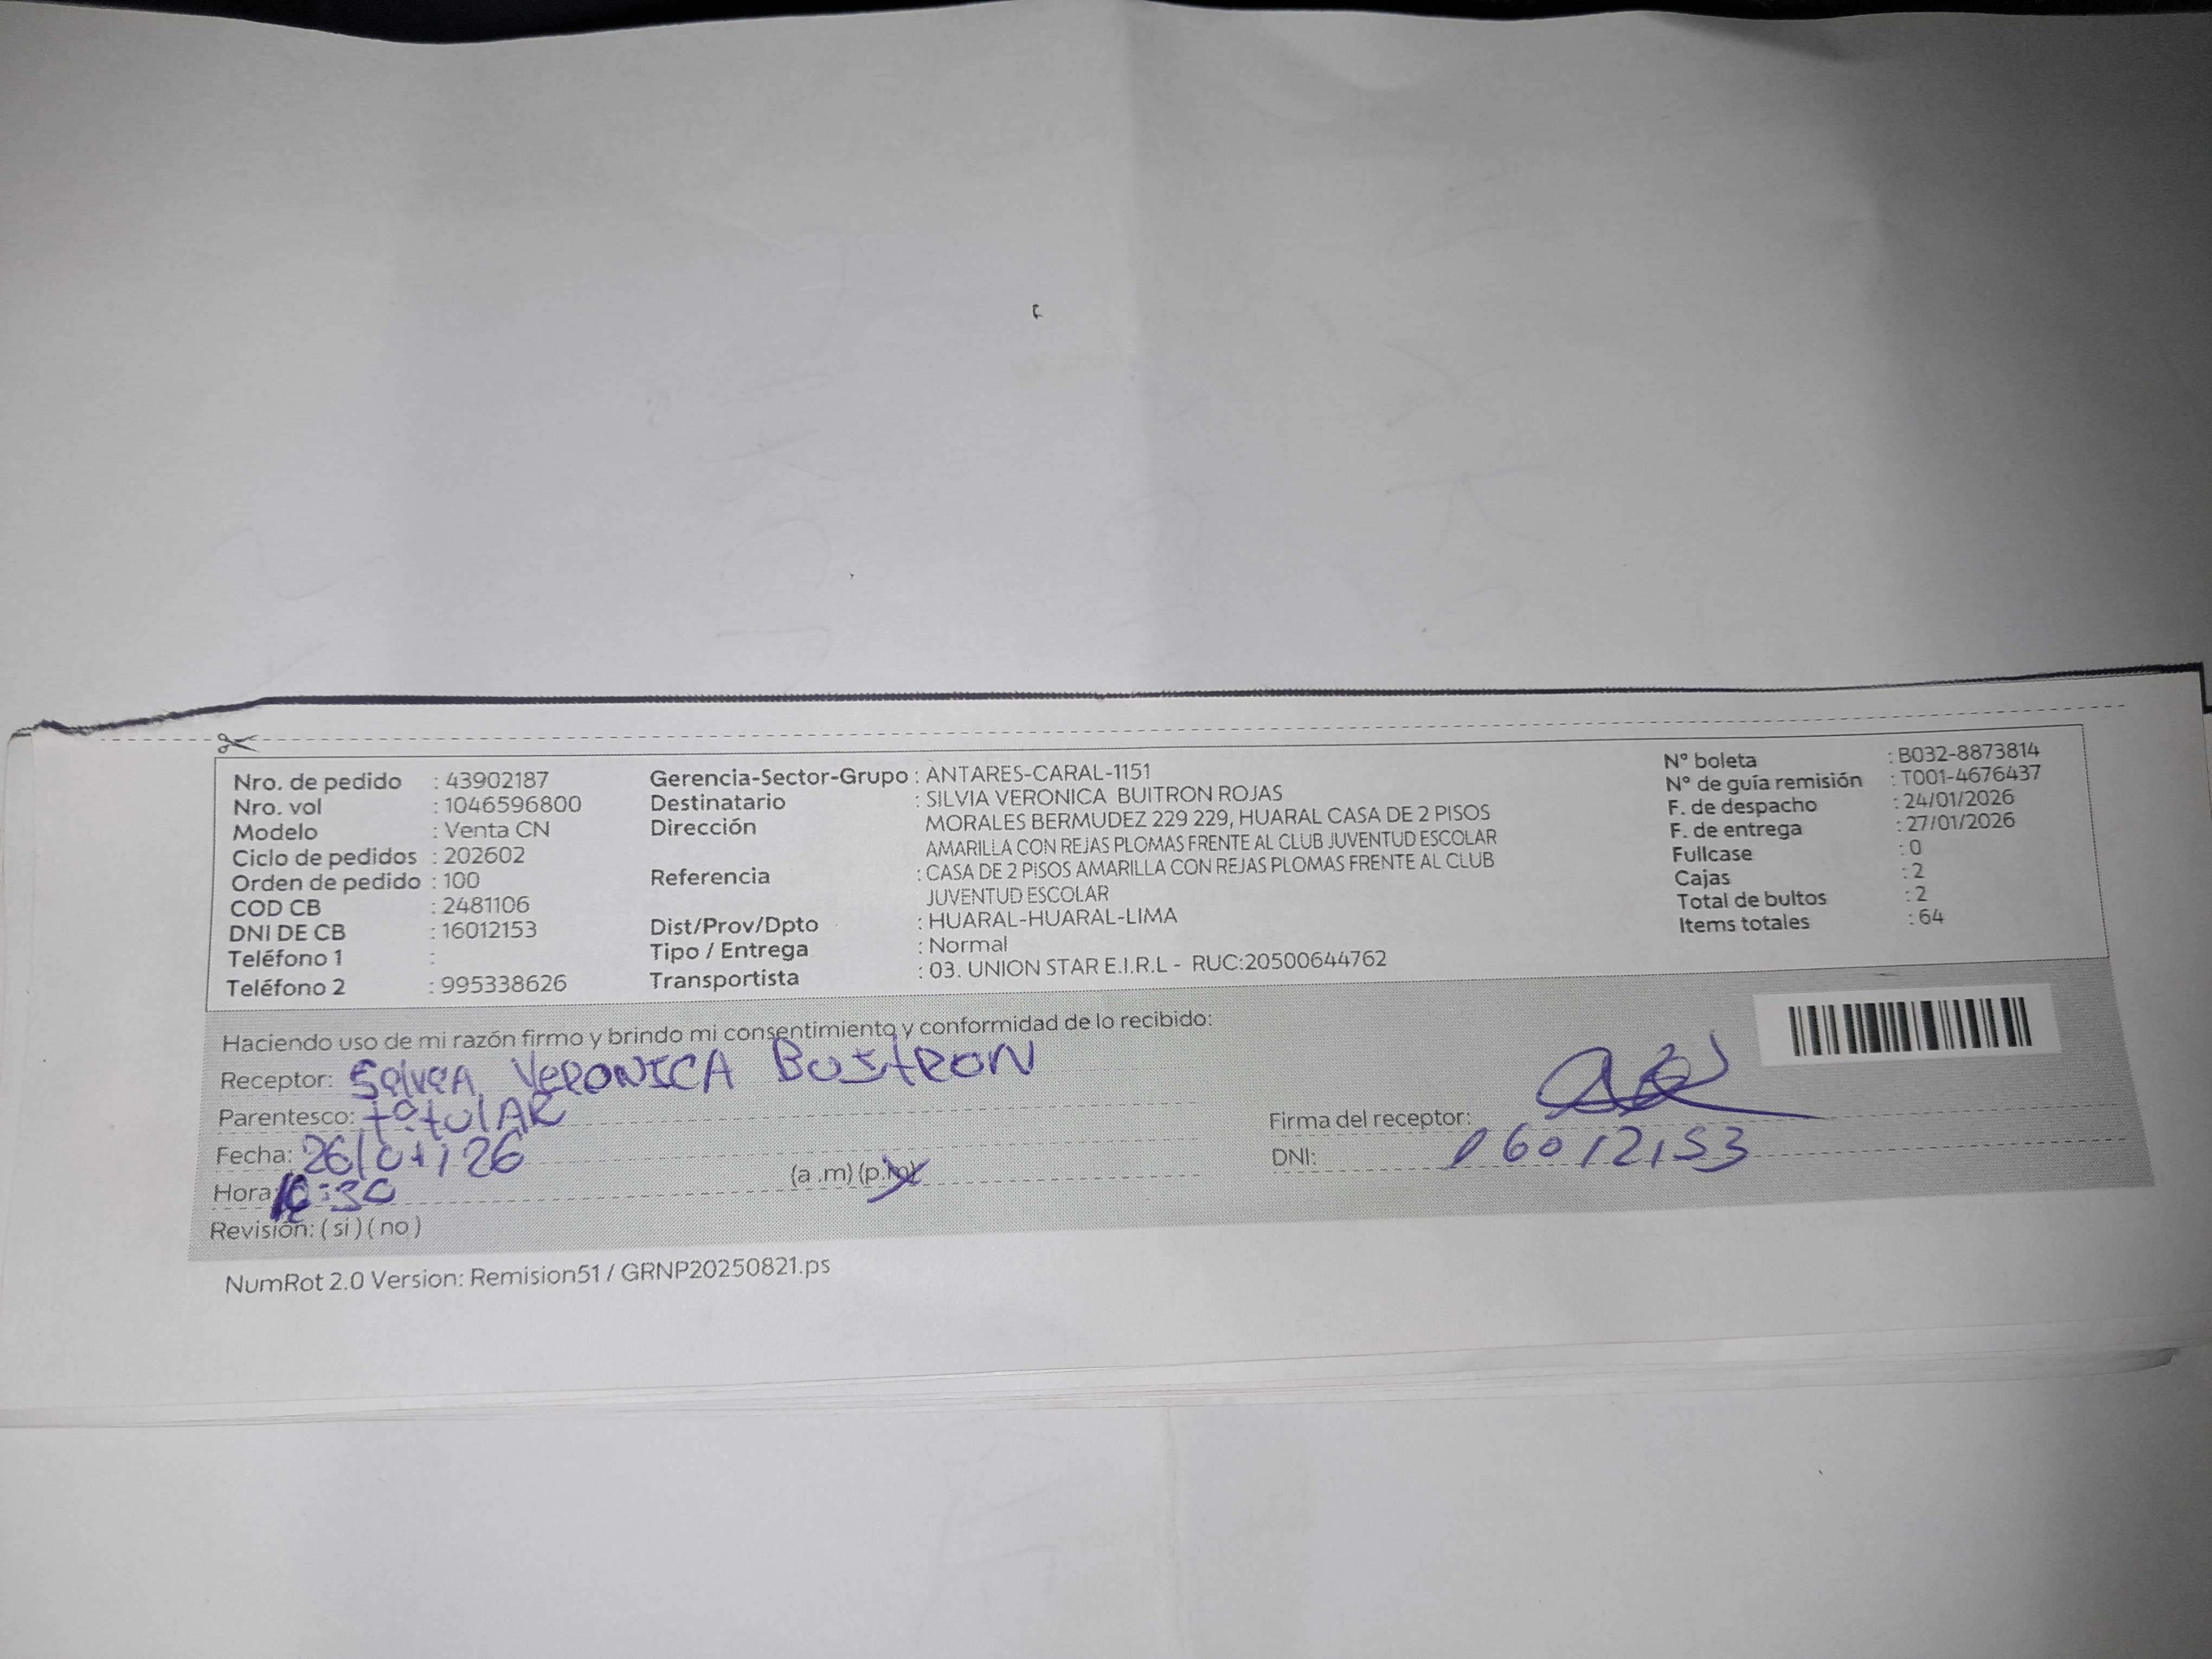 Nro. de pedido : 43902187
Nro. vol : 1046596800
Modelo : Venta CN
Ciclo de pedidos : 202602
Orden de pedido : 100
COD CB : 2481106
DNI DE CB : 16012153
Teléfono 1 :
Teléfono 2 : 995338626
Gerencia-Sector-Grupo : ANTARES-CARAL-1151
Destinatario : SILVIA VERONICA BUITRON ROJAS
Dirección MORALES BERMUDEZ 229 229, HUARAL CASA DE 2 PISOS
AMARILLA CON REJAS PLOMAS FRENTE AL CLUB JUVENTUD ESCOLAR
Referencia : CASA DE 2 PISOS AMARILLA CON REJAS PLOMAS FRENTE AL CLUB
JUVENTUD ESCOLAR
Dist/Prov/Dpto : HUARAL-HUARAL-LIMA
Tipo / Entrega : Normal
Transportista : 03. UNION STAR E.I.R.L - RUC:20500644762
N° boleta : B032-8873814
N° de guía remisión : T001-4676437
F. de despacho : 24/01/2026
F. de entrega : 27/01/2026
Fullcase : 0
Cajas : 2
Total de bultos : 2
Items totales : 64
Haciendo uso de mi razón firmo y brindo mi consentimiento y conformidad de lo recibido:
Receptor: VERONICA BUITRON
Parentesco: titulAR
Fecha: 26/01/26
Hora: :30 (a .m) (p.m)
Revisión: ( si ) ( no )
Firma del receptor:
DNI: 16012153
NumRot 2.0 Version: Remision51 / GRNP20250821.ps